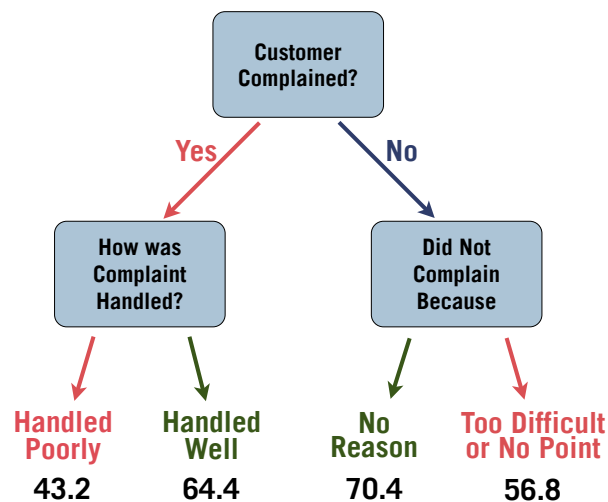 Customer
Complained?
Yes
No
How was
Complaint
Handled?
Did Not
Complain
Because
Handled
Poorly
43.2
Handled
Well
64.4
No
Reason
70.4
Too Difficult
or No Point
56.8